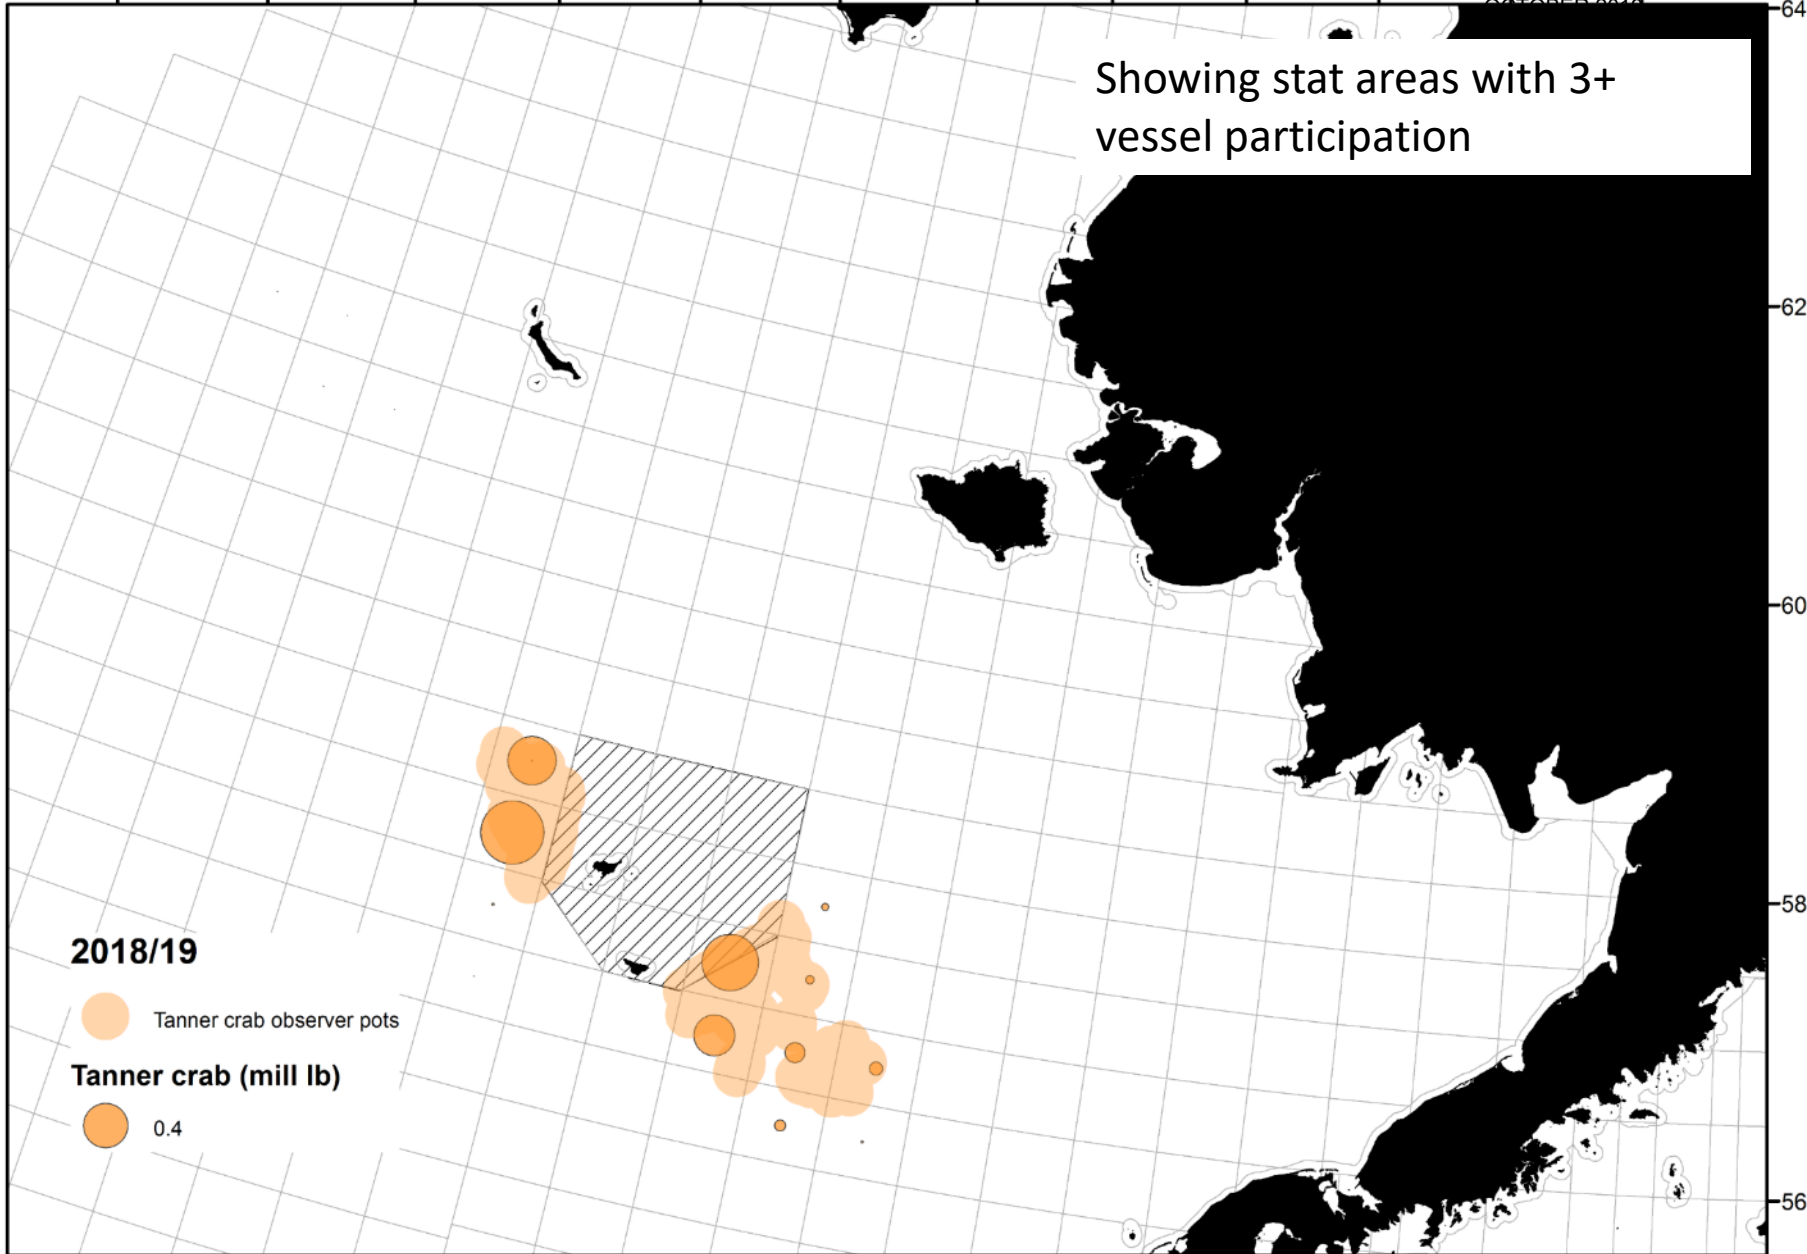 64
Showing stat areas with 3+
vessel participation
62
60
58
2018/19
Tanner crab observer pots
Tanner crab (mill lb)
0.4
56